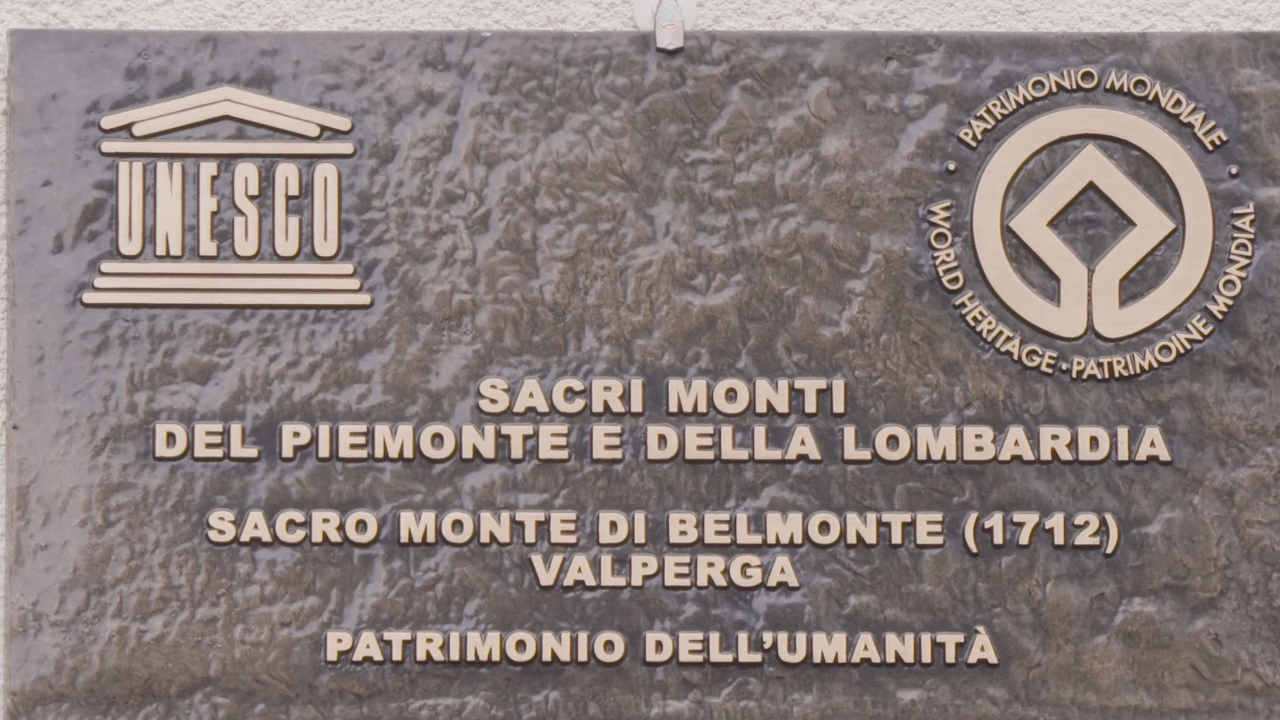 UNESCO
PATRIMONIO MONDIALE
WORLD HERITAGE · PATRIMOINE MONDIAL
SACRI MONTI
DEL PIEMONTE E DELLA LOMBARDIA
SACRO MONTE DI BELMONTE (1712)
VALPERGA
PATRIMONIO DELL’UMANITÀ